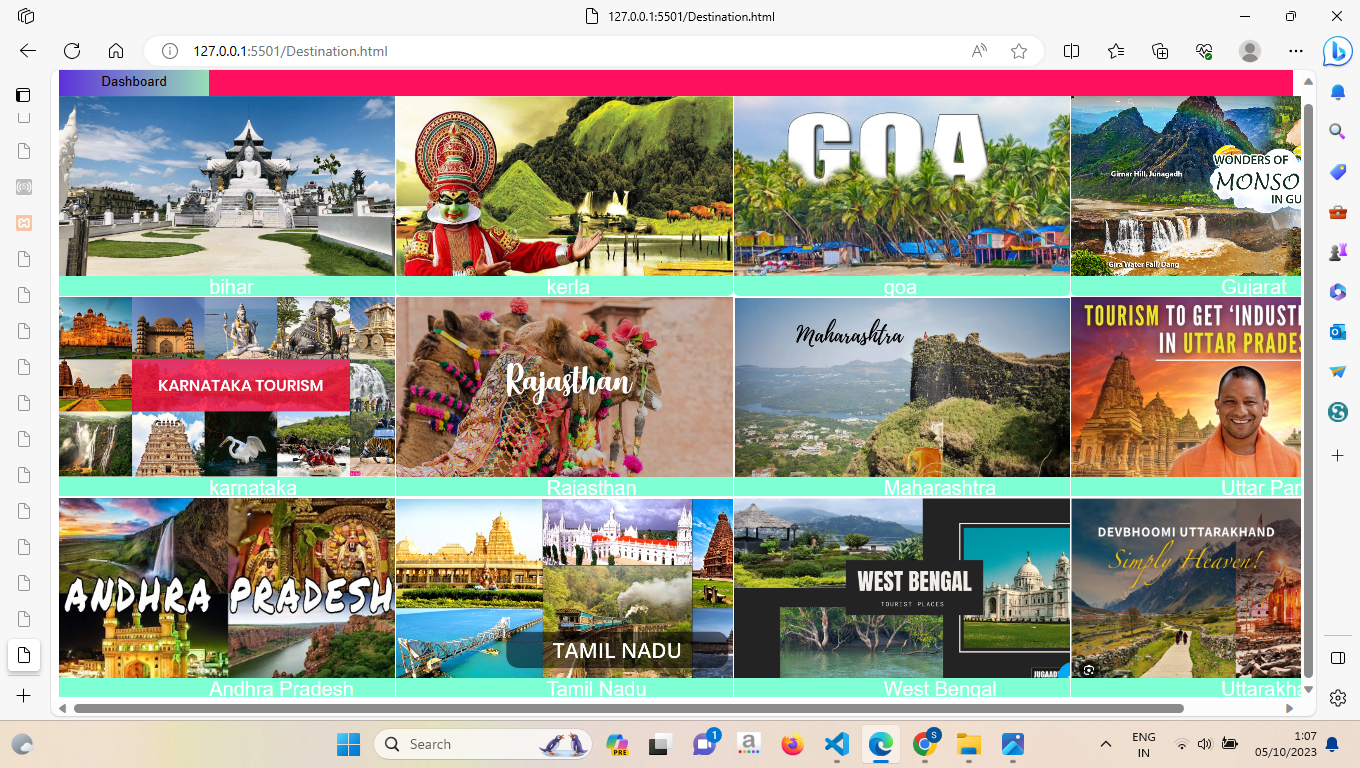 127.0.0.1:5501/Destination.html
127.0.0.1:5501/Destination.html
Dashboard
GOA
WONDERS OF
MONSO
IN GU
Girnar Hill, Junagadh
Gira Water Fall, Dang
bihar
kerla
goa
Gujarat
KARNATAKA TOURISM
Rajasthan
Maharashtra
TOURISM TO GET 'INDUST
IN UTTAR PRADES
karnataka
Rajasthan
Maharashtra
Uttar Par
ANDHRA PRADESH
TAMIL NADU
WEST BENGAL
TOURIST PLACES
JUGAAD
DEVBHOOMI UTTARAKHAND
Simply Heaven!
Andhra Pradesh
Tamil Nadu
West Bengal
Uttarakha
Search
PRE
1
a
S
ENG
IN
1:07
05/10/2023